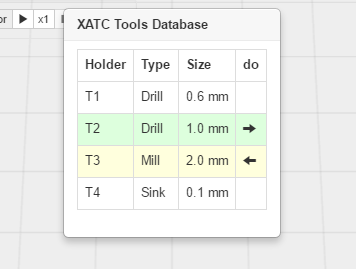 or x1
XATC Tools Database
Holder Type Size do
T1 Drill 0.6 mm
T2 Drill 1.0 mm
T3 Mill 2.0 mm
T4 Sink 0.1 mm